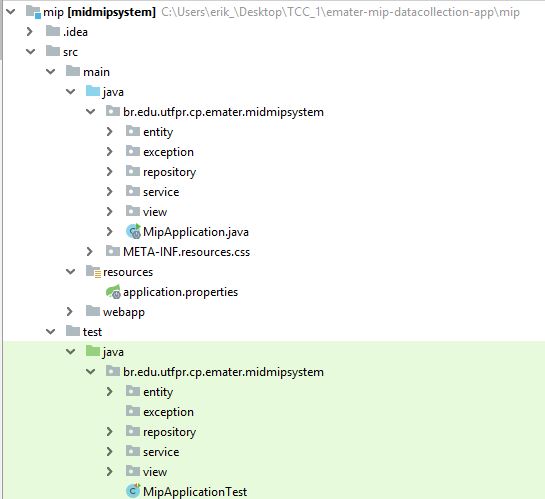 mip [midmipsystem] C:\Users\erik_\Desktop\TCC_1\emater-mip-datacollection-app\mip
.idea
src
main
java
br.edu.utfpr.cp.emater.midmipsystem
entity
exception
repository
service
view
MipApplication.java
META-INF.resources.css
resources
application.properties
webapp
test
java
br.edu.utfpr.cp.emater.midmipsystem
entity
exception
repository
service
view
MipApplicationTest